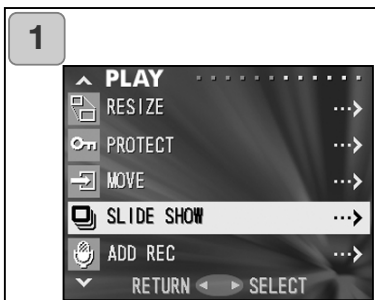 1
PLAY
RESIZE
PROTECT
MOVE
SLIDE SHOW
ADD REC
RETURN SELECT